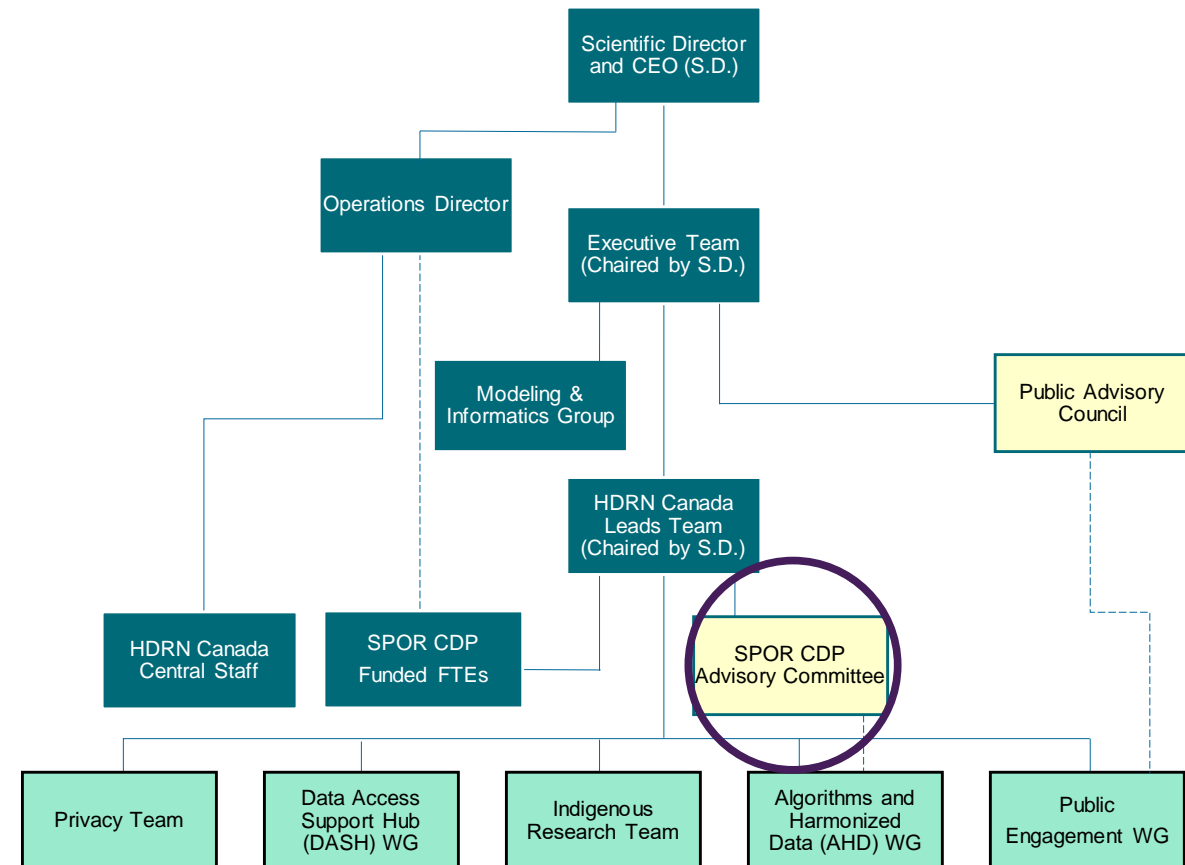 Scientific Director
and CEO (S.D.)
Operations Director
Executive Team
(Chaired by S.D.)
Modeling &
Informatics Group
Public Advisory
Council
HDRN Canada
Leads Team
(Chaired by S.D.)
HDRN Canada
Central Staff
SPOR CDP
Funded FTEs
SPOR CDP
Advisory Committee
Privacy Team
Data Access
Support Hub
(DASH) WG
Indigenous
Research Team
Algorithms and
Harmonized
Data (AHD) WG
Public
Engagement WG